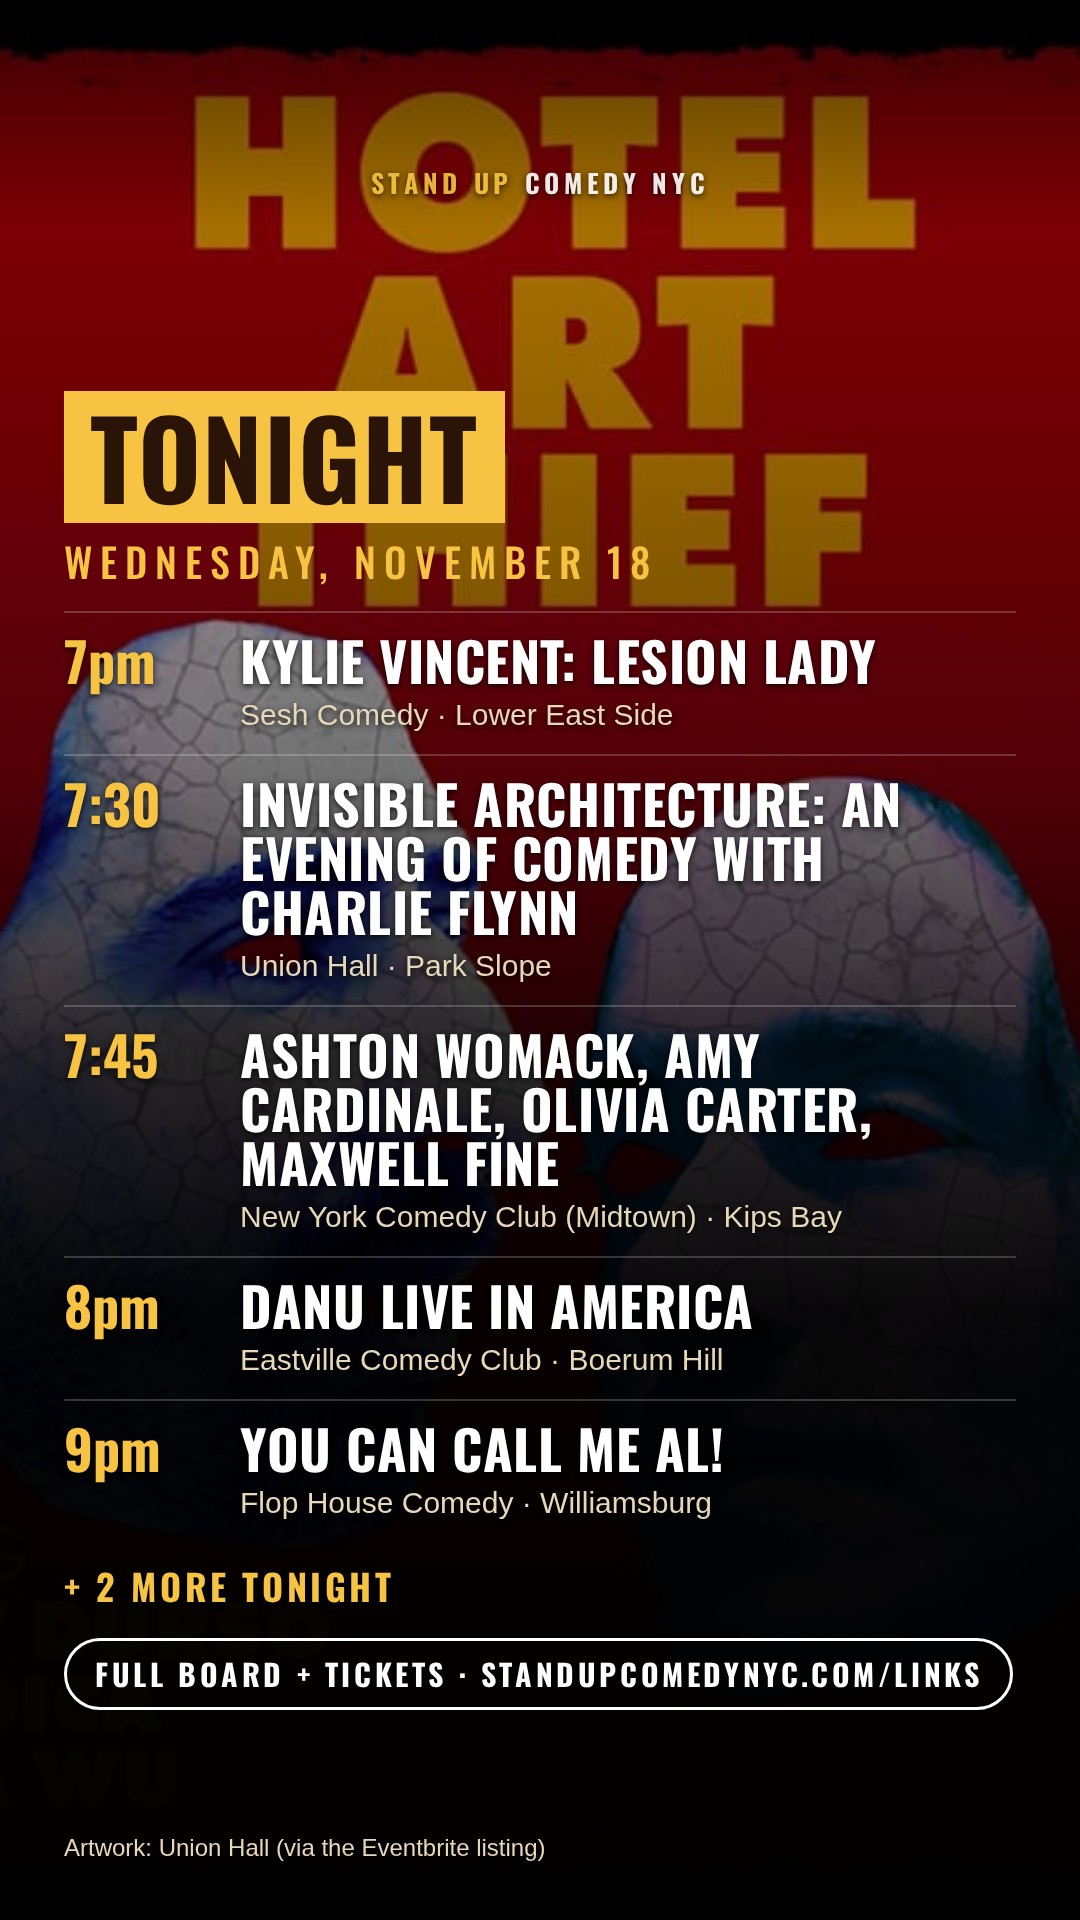 HOTEL
STAND UP COMEDY NYC
ART
THIEF
TONIGHT
WEDNESDAY, NOVEMBER 18
7pm
KYLIE VINCENT: LESION LADY
Sesh Comedy · Lower East Side
7:30
INVISIBLE ARCHITECTURE: AN
EVENING OF COMEDY WITH
CHARLIE FLYNN
Union Hall · Park Slope
7:45
ASHTON WOMACK, AMY
CARDINALE, OLIVIA CARTER,
MAXWELL FINE
New York Comedy Club (Midtown) · Kips Bay
8pm
DANU LIVE IN AMERICA
Eastville Comedy Club · Boerum Hill
9pm
YOU CAN CALL ME AL!
Flop House Comedy · Williamsburg
+ 2 MORE TONIGHT
FULL BOARD + TICKETS · STANDUPCOMEDYNYC.COM/LINKS
WU
Artwork: Union Hall (via the Eventbrite listing)